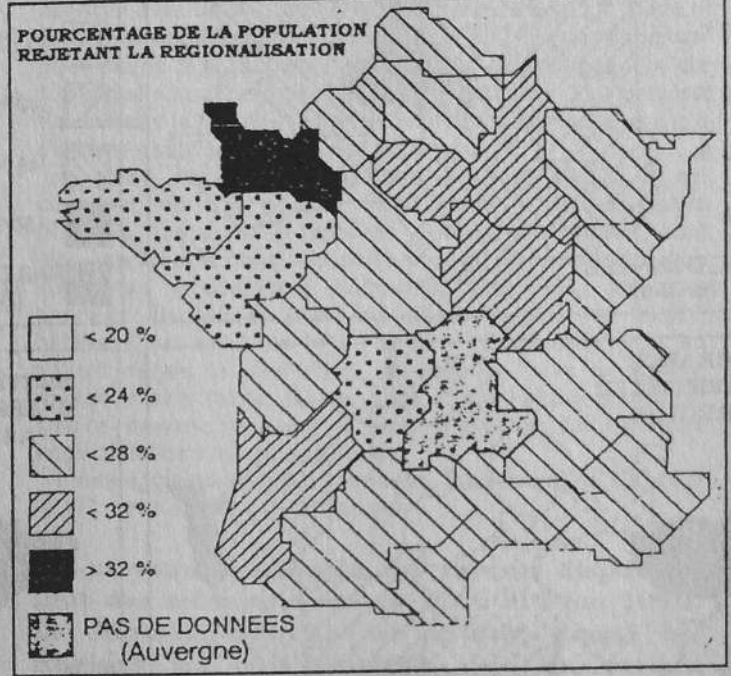 POURCENTAGE DE LA POPULATION
REJETANT LA REGIONALISATION
< 20 %
< 24 %
< 28 %
< 32 %
> 32 %
PAS DE DONNEES
(Auvergne)